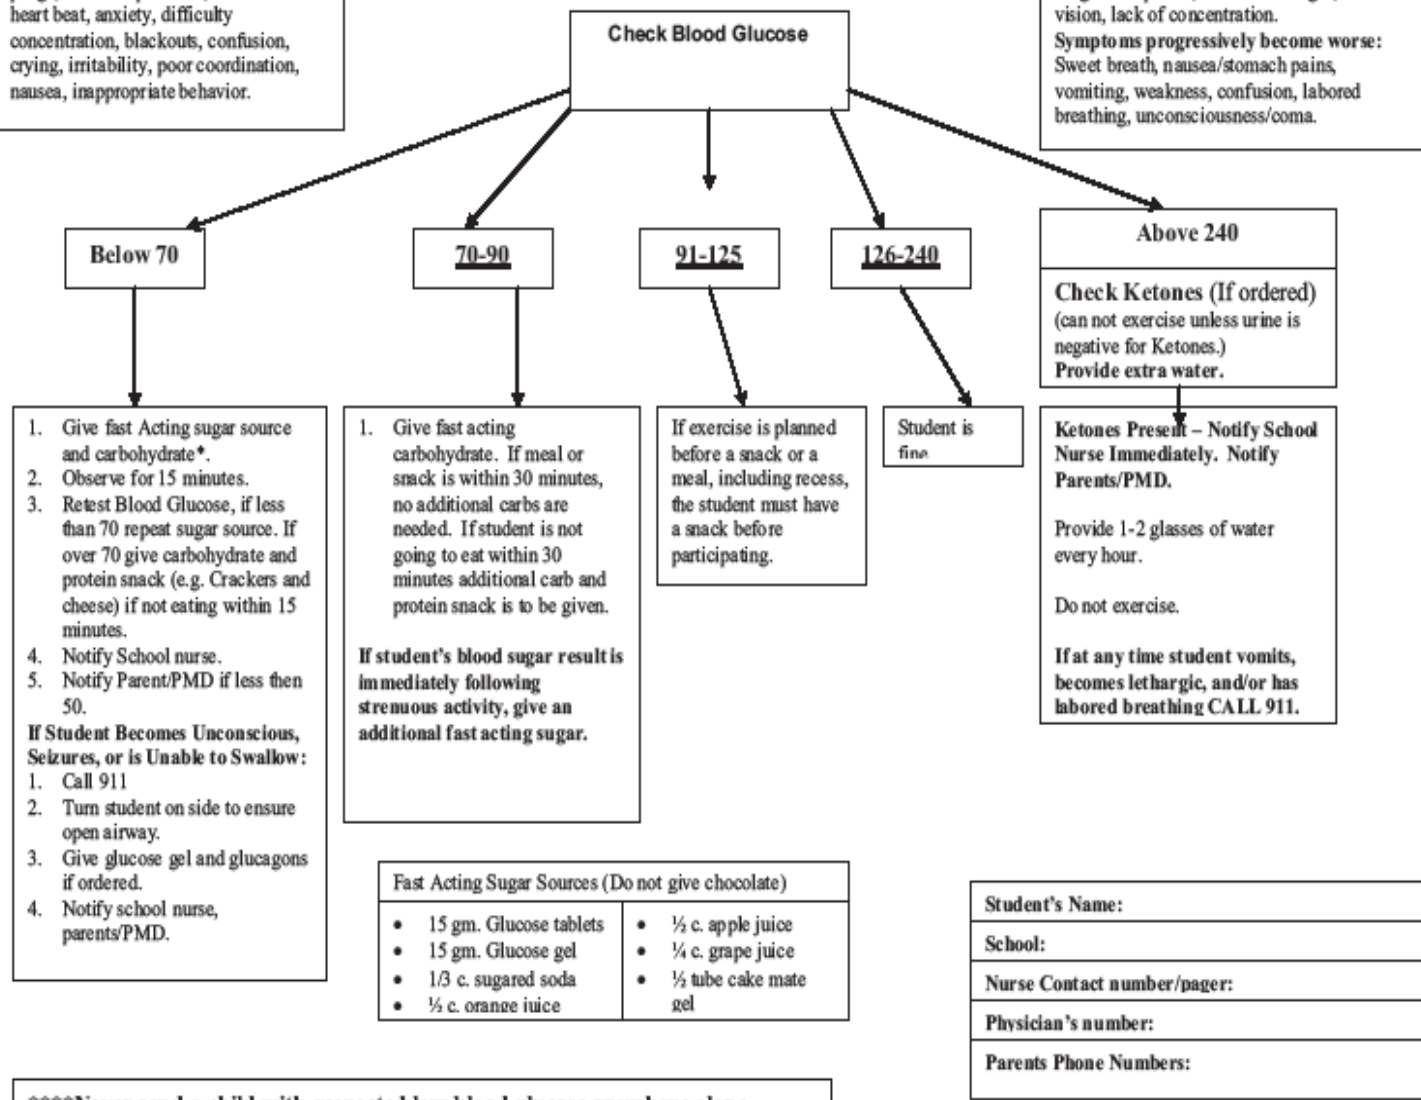 heart beat, anxiety, difficulty
concentration, blackouts, confusion,
crying, irritability, poor coordination,
nausea, inappropriate behavior.
Check Blood Glucose
vision, lack of concentration.
Symptoms progressively become worse:
Sweet breath, nausea/stomach pains,
vomiting, weakness, confusion, labored
breathing, unconsciousness/coma.
Below 70
70-90
91-125
126-240
Above 240
Check Ketones (If ordered)
(can not exercise unless urine is
negative for Ketones.)
Provide extra water.
1. Give fast Acting sugar source
and carbohydrate*.
2. Observe for 15 minutes.
3. Retest Blood Glucose, if less
than 70 repeat sugar source. If
over 70 give carbohydrate and
protein snack (e.g. Crackers and
cheese) if not eating within 15
minutes.
4. Notify School nurse.
5. Notify Parent/PMD if less then
50.
If Student Becomes Unconscious,
Seizures, or is Unable to Swallow:
1. Call 911
2. Turn student on side to ensure
open airway.
3. Give glucose gel and glucagons
if ordered.
4. Notify school nurse,
parents/PMD.
1. Give fast acting
carbohydrate. If meal or
snack is within 30 minutes,
no additional carbs are
needed. If student is not
going to eat within 30
minutes additional carb and
protein snack is to be given.
If student's blood sugar result is
immediately following
strenuous activity, give an
additional fast acting sugar.
If exercise is planned
before a snack or a
meal, including recess,
the student must have
a snack before
participating.
Student is
fine
Ketones Present – Notify School
Nurse Immediately. Notify
Parents/PMD.
Provide 1-2 glasses of water
every hour.
Do not exercise.
If at any time student vomits,
becomes lethargic, and/or has
labored breathing CALL 911.
Fast Acting Sugar Sources (Do not give chocolate)
• 15 gm. Glucose tablets
• 15 gm. Glucose gel
• 1/3 c. sugared soda
• ½ c. orange juice
• ½ c. apple juice
• ¼ c. grape juice
• ½ tube cake mate
gel
Student's Name:
School:
Nurse Contact number/pager:
Physician's number:
Parents Phone Numbers: